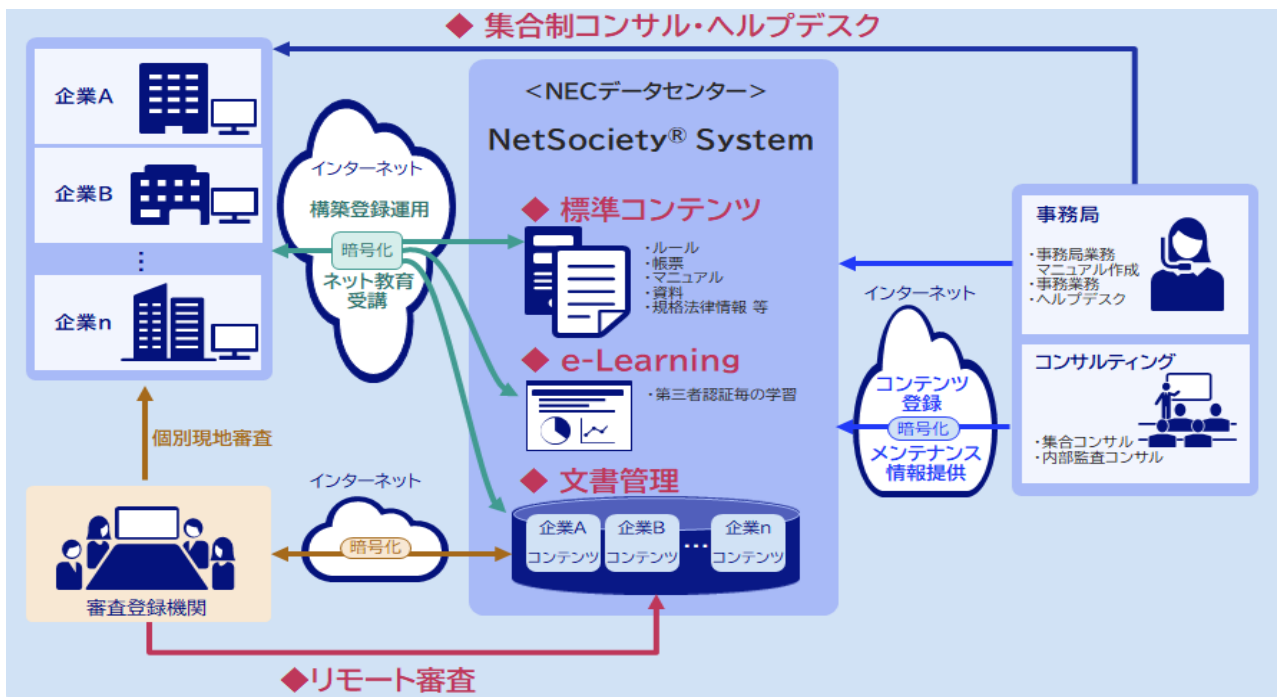 ◆ 集合制コンサル・ヘルプデスク
企業A
企業B
…
企業n
インターネット
構築登録運用
暗号化
ネット教育
受講
<NECデータセンター>
NetSociety® System
◆ 標準コンテンツ
・ルール
・帳票
・マニュアル
・資料
・規格法律情報 等
◆ e-Learning
・第三者認証毎の学習
◆ 文書管理
企業A
コンテンツ
企業B
コンテンツ
…
企業n
コンテンツ
インターネット
コンテンツ
登録
暗号化
メンテナンス
情報提供
事務局
・事務局業務
マニュアル作成
・事務業務
・ヘルプデスク
コンサルティング
・集合コンサル
・内部監査コンサル
個別現地審査
インターネット
暗号化
審査登録機関
◆リモート審査